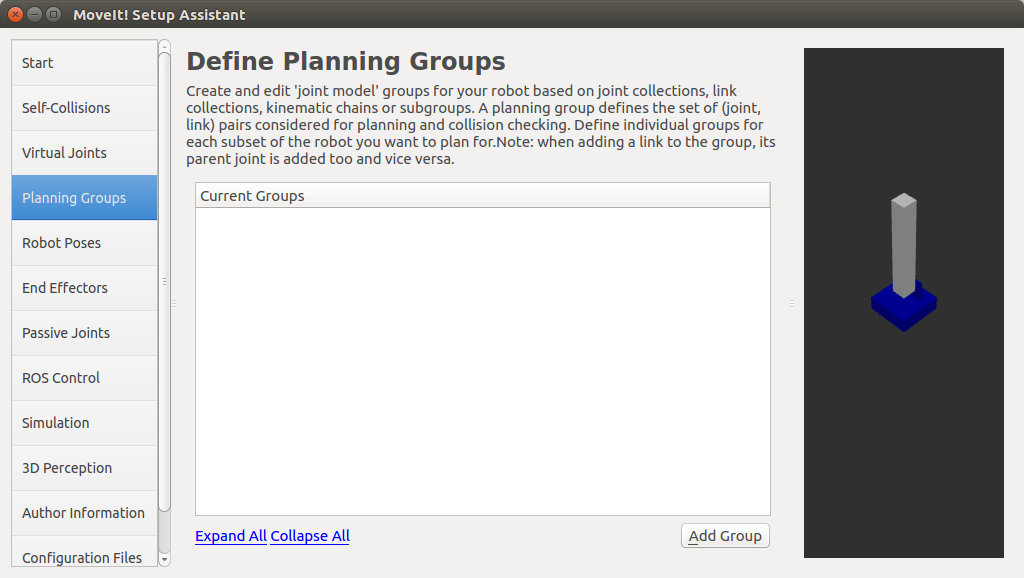 MoveIt! Setup Assistant
Start
Self-Collisions
Virtual Joints
Planning Groups
Robot Poses
End Effectors
Passive Joints
ROS Control
Simulation
3D Perception
Author Information
Configuration Files
Define Planning Groups
Create and edit 'joint model' groups for your robot based on joint collections, link
collections, kinematic chains or subgroups. A planning group defines the set of (joint,
link) pairs considered for planning and collision checking. Define individual groups for
each subset of the robot you want to plan for.Note: when adding a link to the group, its
parent joint is added too and vice versa.
Current Groups
Expand All Collapse All
Add Group